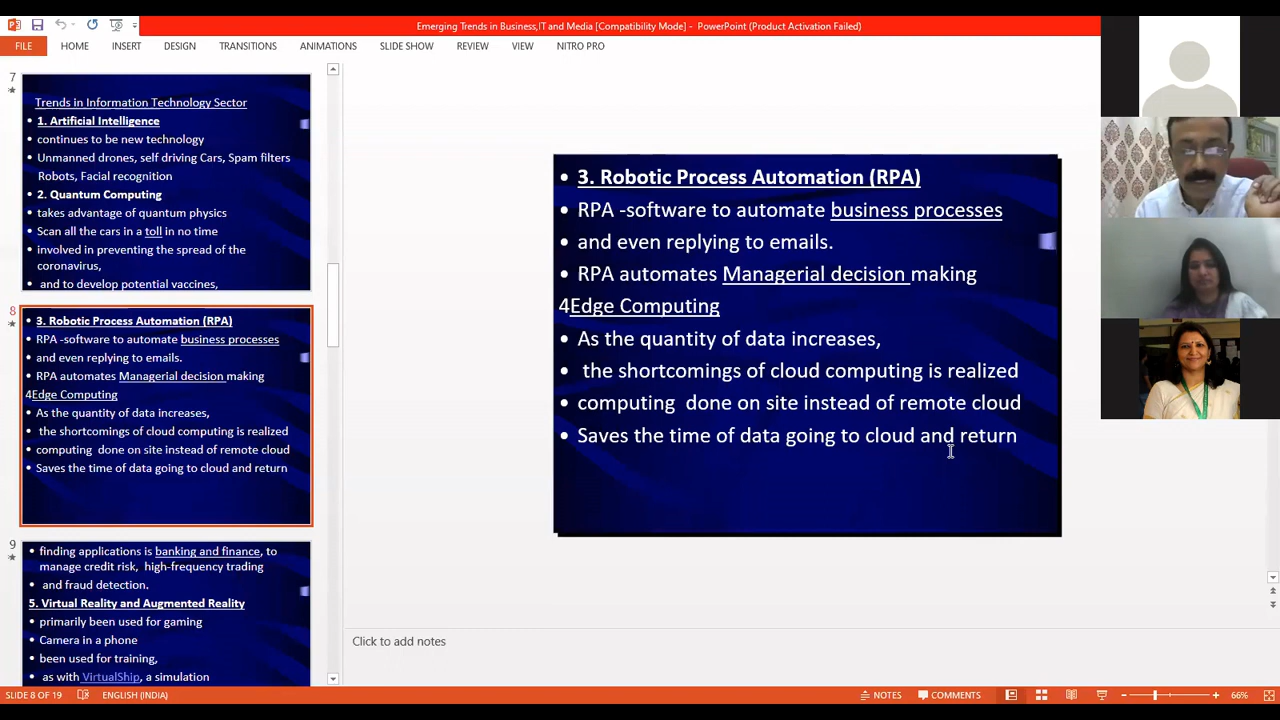 Emerging Trends in Business,IT and Media [Compatibility Mode] - PowerPoint (Product Activation Failed)
FILE HOME INSERT DESIGN TRANSITIONS ANIMATIONS SLIDE SHOW REVIEW VIEW NITRO PRO
7
Trends in Information Technology Sector
• 1. Artificial Intelligence
• continues to be new technology
• Unmanned drones, self driving Cars, Spam filters
Robots, Facial recognition
• 2. Quantum Computing
• takes advantage of quantum physics
• Scan all the cars in a toll in no time
• involved in preventing the spread of the
coronavirus,
• and to develop potential vaccines,
8
• 3. Robotic Process Automation (RPA)
• RPA -software to automate business processes
• and even replying to emails.
• RPA automates Managerial decision making
4Edge Computing
• As the quantity of data increases,
• the shortcomings of cloud computing is realized
• computing done on site instead of remote cloud
• Saves the time of data going to cloud and return
9
• finding applications is banking and finance, to
manage credit risk, high-frequency trading
• and fraud detection.
5. Virtual Reality and Augmented Reality
• primarily been used for gaming
• Camera in a phone
• been used for training,
• as with VirtualShip, a simulation
• 3. Robotic Process Automation (RPA)
• RPA -software to automate business processes
• and even replying to emails.
• RPA automates Managerial decision making
4Edge Computing
• As the quantity of data increases,
• the shortcomings of cloud computing is realized
• computing done on site instead of remote cloud
• Saves the time of data going to cloud and return
Click to add notes
SLIDE 8 OF 19 ENGLISH (INDIA) NOTES COMMENTS 66%